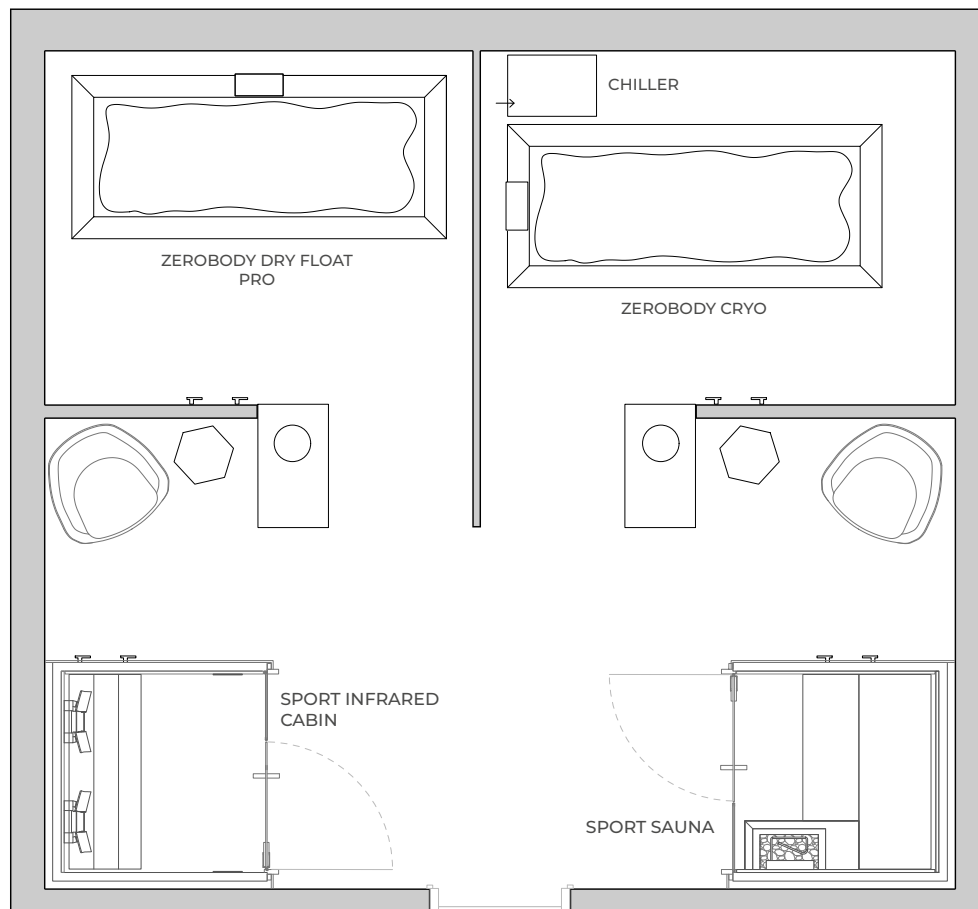 CHILLER
ZEROBODY DRY FLOAT
PRO
ZEROBODY CRYO
SPORT INFRARED
CABIN
SPORT SAUNA